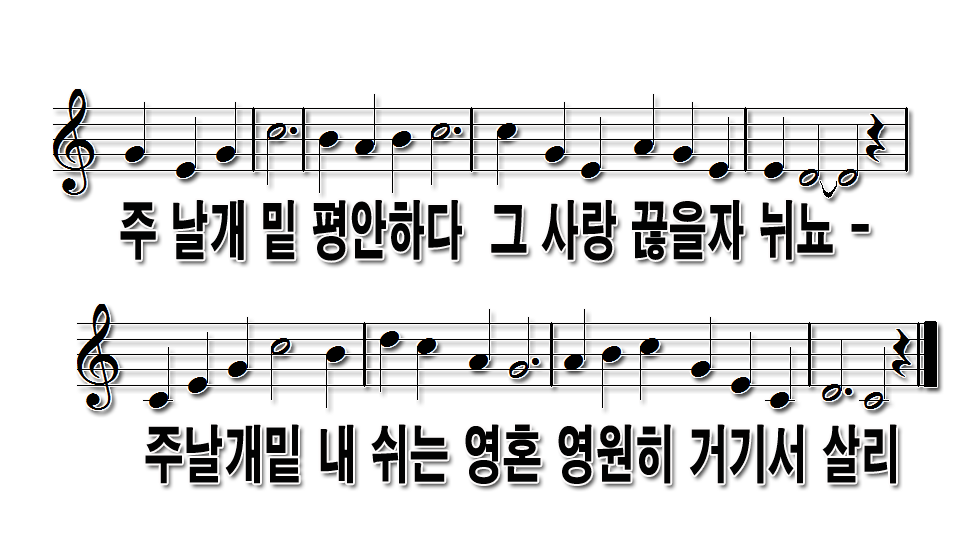 주 날개 밑 평안하다 그 사랑 끊을자 뉘뇨 -
주날개밑 내 쉬는 영혼 영원히 거기서 살리